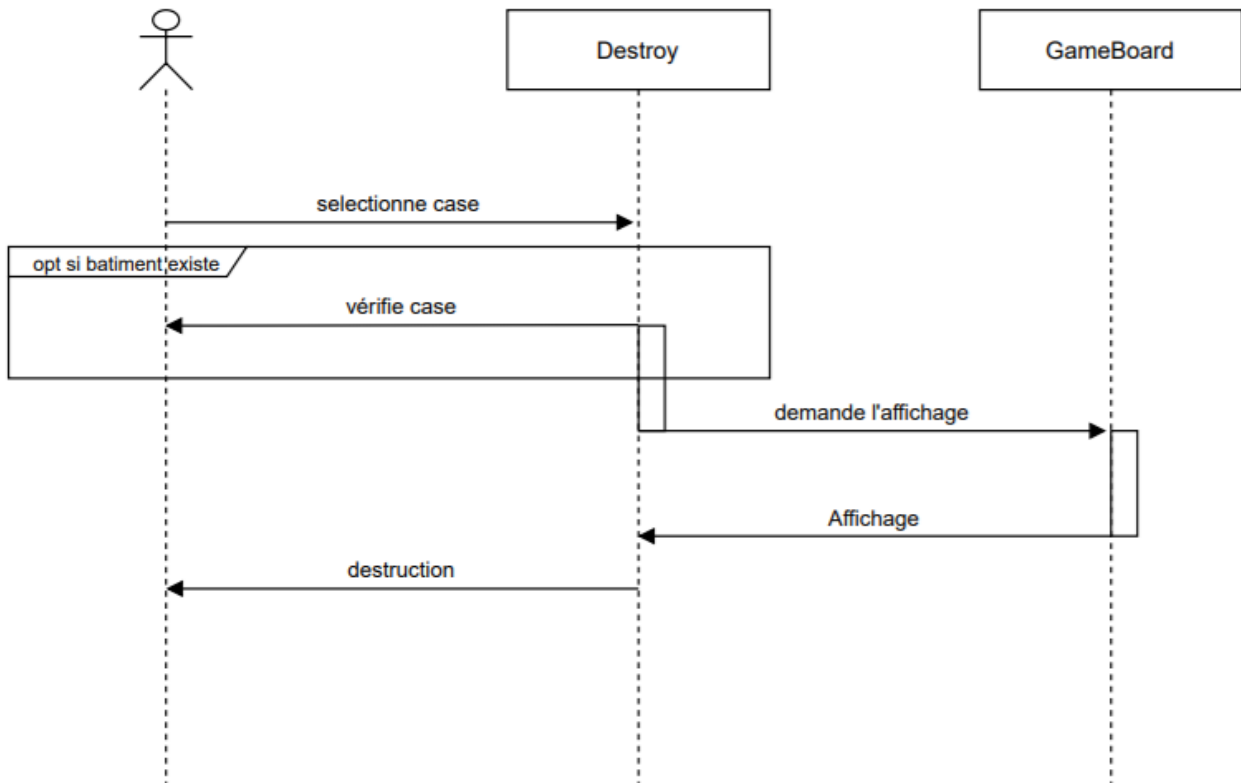 Destroy
GameBoard
selectionne case
opt si batiment existe
vérifie case
demande l'affichage
Affichage
destruction